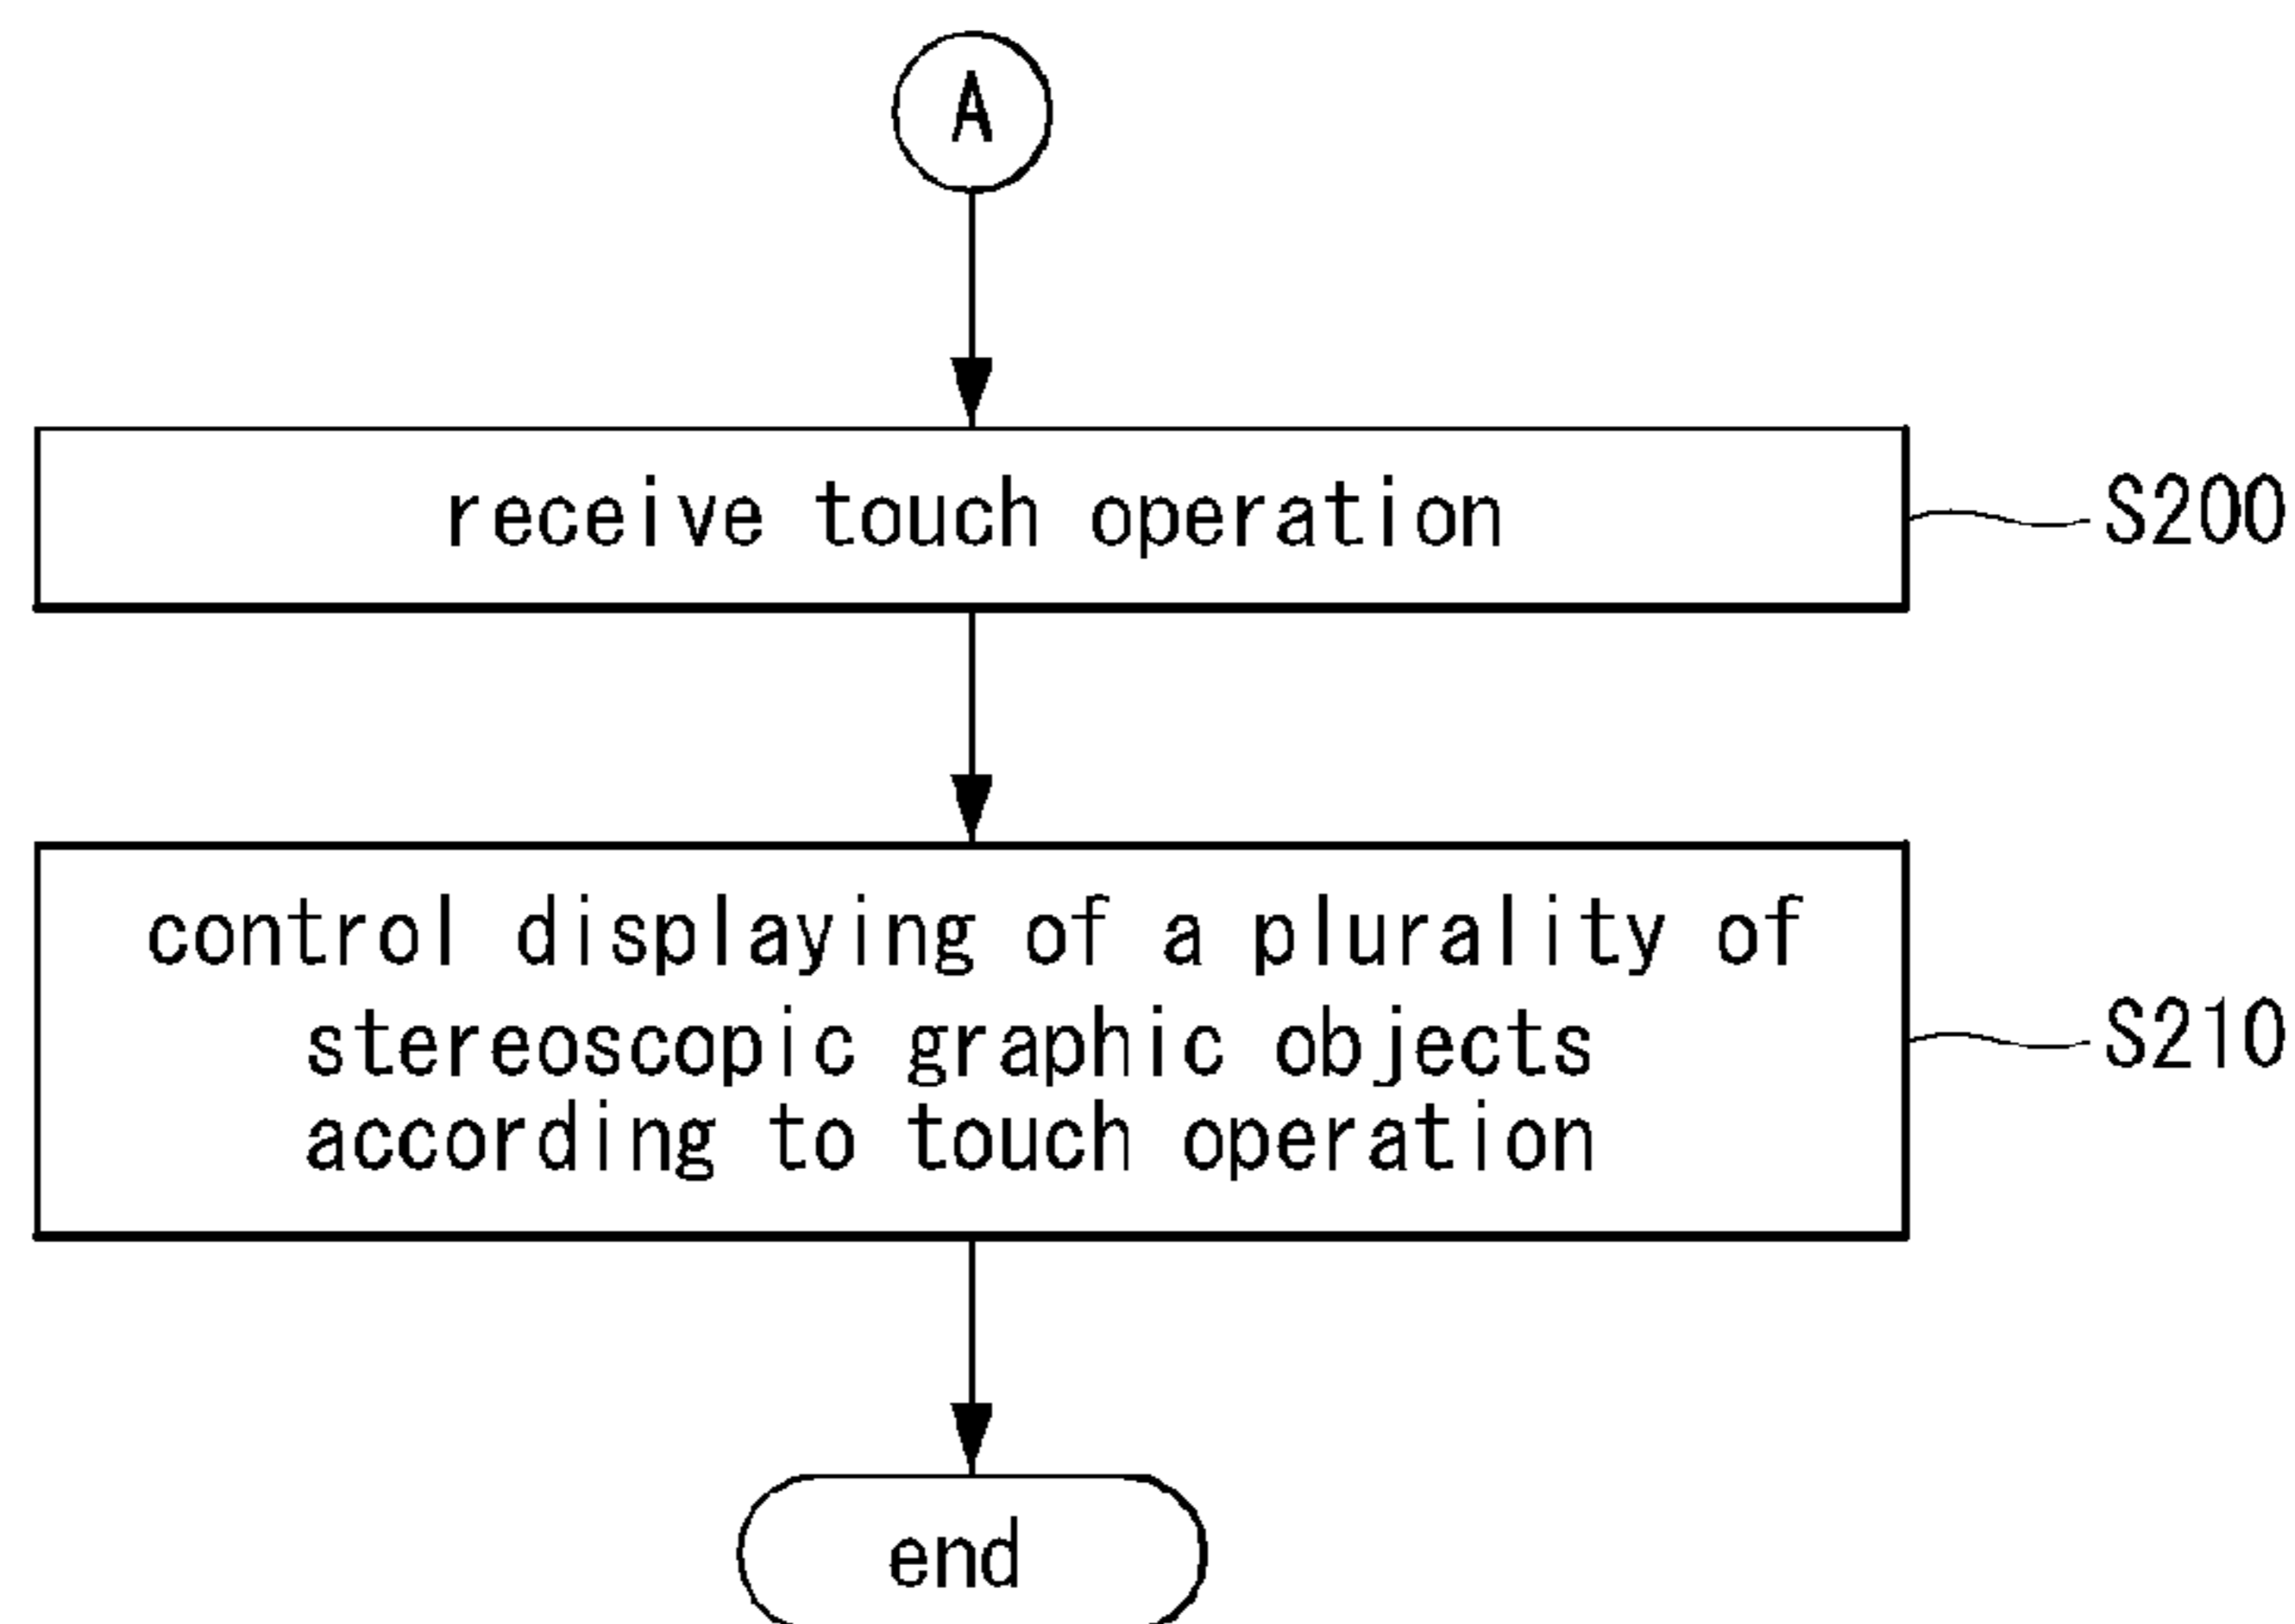 A
receive touch operation
S200
control displaying of a plurality of
stereoscopic graphic objects
according to touch operation
S210
end